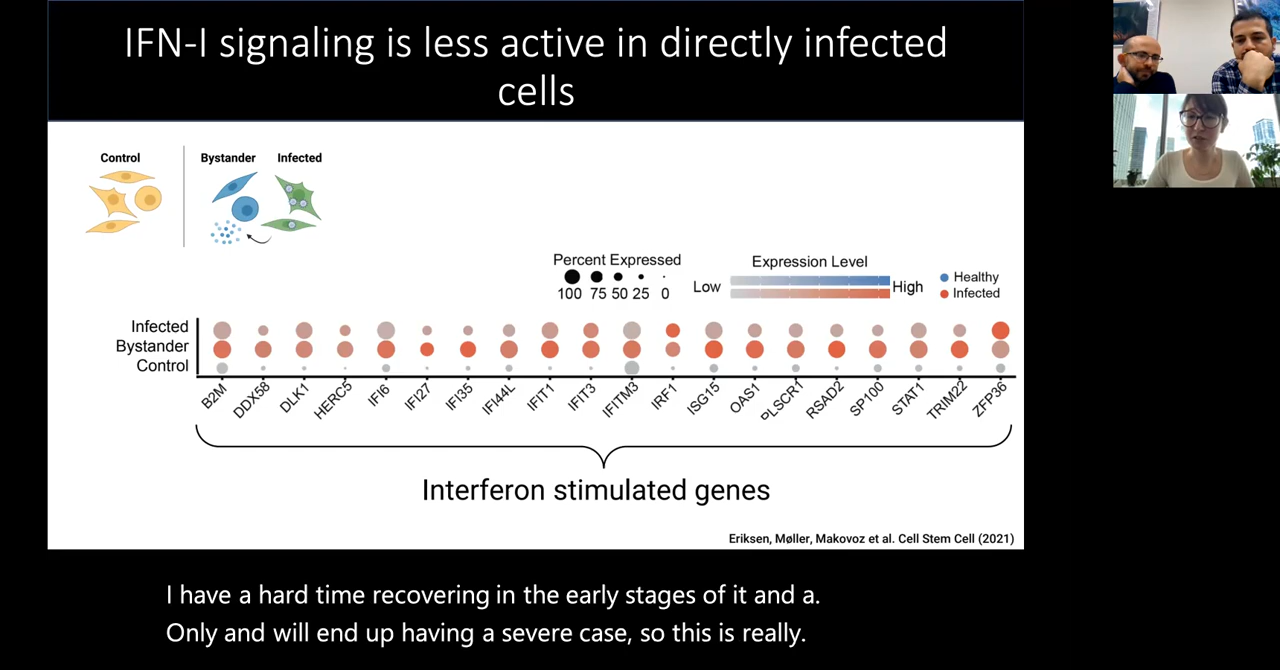 IFN-I signaling is less active in directly infected
cells
Control
Bystander
Infected
Percent Expressed
100 75 50 25 0
Expression Level
Low
High
Healthy
Infected
Infected
Bystander
Control
B2M DDX58 DLK1 HERC5 IFI6 IFI27 IFI35 IFI44L IFIT1 IFIT3 IFITM3 IRF1 ISG15 OAS1 PLSCR1 RSAD2 SP100 STAT1 TRIM22 ZFP36
Interferon stimulated genes
Eriksen, Møller, Makovoz et al. Cell Stem Cell (2021)
I have a hard time recovering in the early stages of it and a.
Only and will end up having a severe case, so this is really.